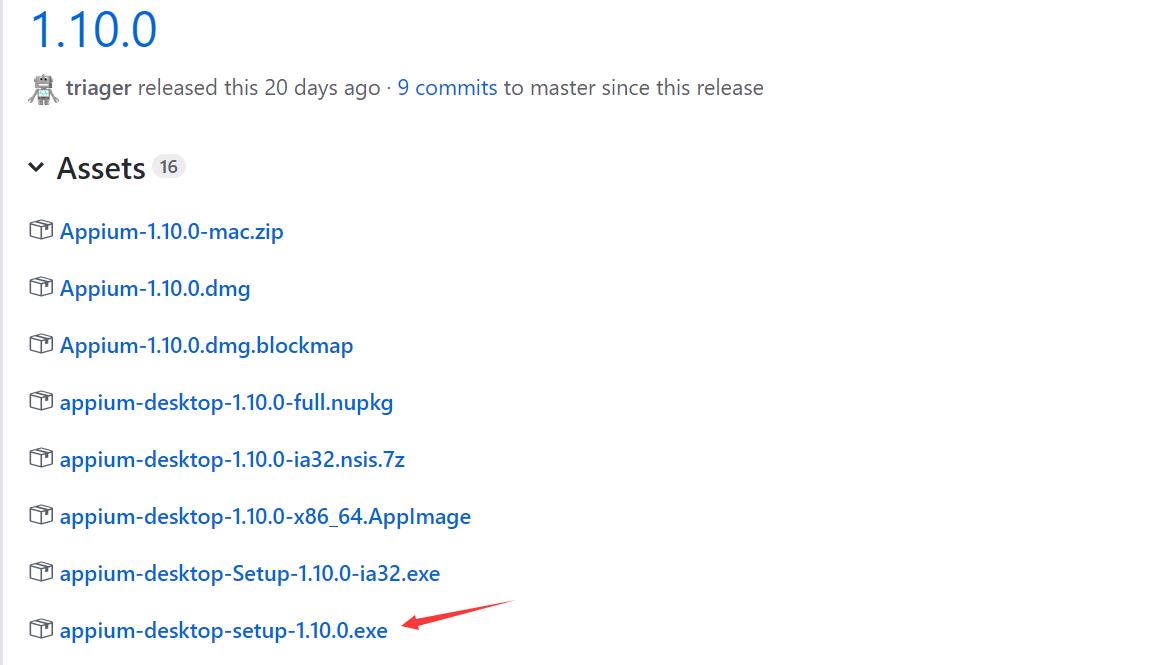 1.10.0
triager released this 20 days ago · 9 commits to master since this release
Assets 16
Appium-1.10.0-mac.zip
Appium-1.10.0.dmg
Appium-1.10.0.dmg.blockmap
appium-desktop-1.10.0-full.nupkg
appium-desktop-1.10.0-ia32.nsis.7z
appium-desktop-1.10.0-x86_64.AppImage
appium-desktop-Setup-1.10.0-ia32.exe
appium-desktop-setup-1.10.0.exe